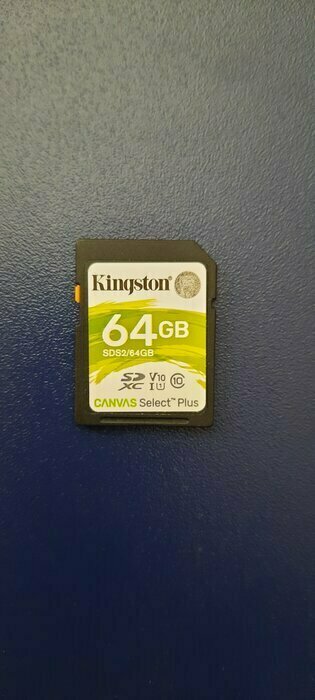 Kingston
64GB
SDS2/64GB
SD XC V10 I U1 10
CANVAS Select™ Plus